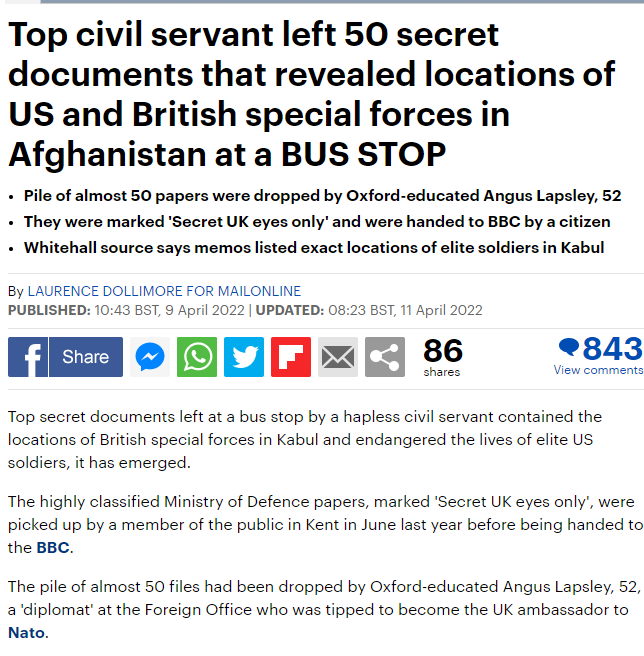 Top civil servant left 50 secret
documents that revealed locations of
US and British special forces in
Afghanistan at a BUS STOP
• Pile of almost 50 papers were dropped by Oxford-educated Angus Lapsley, 52
• They were marked 'Secret UK eyes only' and were handed to BBC by a citizen
• Whitehall source says memos listed exact locations of elite soldiers in Kabul
By LAURENCE DOLLIMORE FOR MAILONLINE
PUBLISHED: 10:43 BST, 9 April 2022 | UPDATED: 08:23 BST, 11 April 2022
f Share
86
shares
843
View comments
Top secret documents left at a bus stop by a hapless civil servant contained the
locations of British special forces in Kabul and endangered the lives of elite US
soldiers, it has emerged.
The highly classified Ministry of Defence papers, marked 'Secret UK eyes only', were
picked up by a member of the public in Kent in June last year before being handed to
the BBC.
The pile of almost 50 files had been dropped by Oxford-educated Angus Lapsley, 52,
a 'diplomat' at the Foreign Office who was tipped to become the UK ambassador to
Nato.